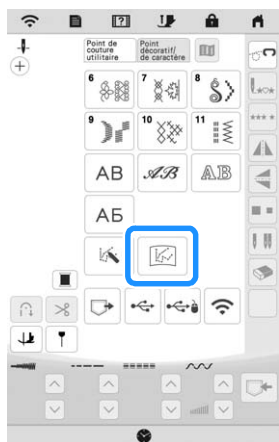 Point de
couture
utilitaire
Point
décoratif/
de caractère
6
7
8
9
10
11
AB
AB
AB
АБ